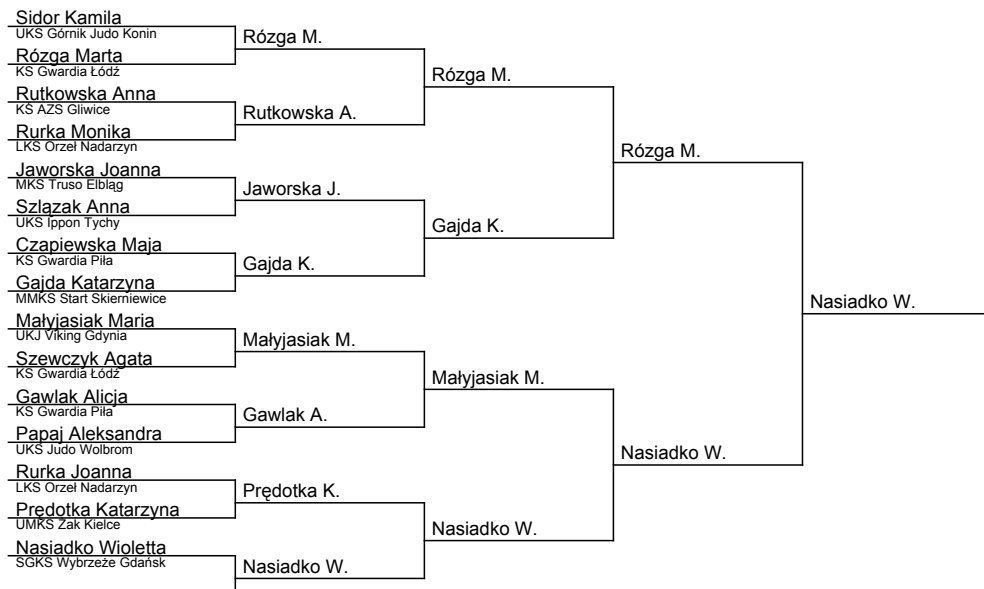 Sidor Kamila
UKS Górnik Judo Konin
Rózga Marta
KS Gwardia Łódź
Rutkowska Anna
KS AZS Gliwice
Rurka Monika
LKS Orzeł Nadarzyn
Jaworska Joanna
MKS Truso Elbląg
Szlązak Anna
UKS Ippon Tychy
Czapiewska Maja
KS Gwardia Piła
Gajda Katarzyna
MMKS Start Skierniewice
Małyjasiak Maria
UKJ Viking Gdynia
Szewczyk Agata
KS Gwardia Łódź
Gawlak Alicja
KS Gwardia Piła
Papaj Aleksandra
UKS Judo Wolbrom
Rurka Joanna
LKS Orzeł Nadarzyn
Prędotka Katarzyna
UMKS Żak Kielce
Nasiadko Wioletta
SGKS Wybrzeże Gdańsk
Rózga M.
Rutkowska A.
Jaworska J.
Gajda K.
Małyjasiak M.
Gawlak A.
Prędotka K.
Nasiadko W.
Rózga M.
Gajda K.
Małyjasiak M.
Nasiadko W.
Rózga M.
Nasiadko W.
Nasiadko W.